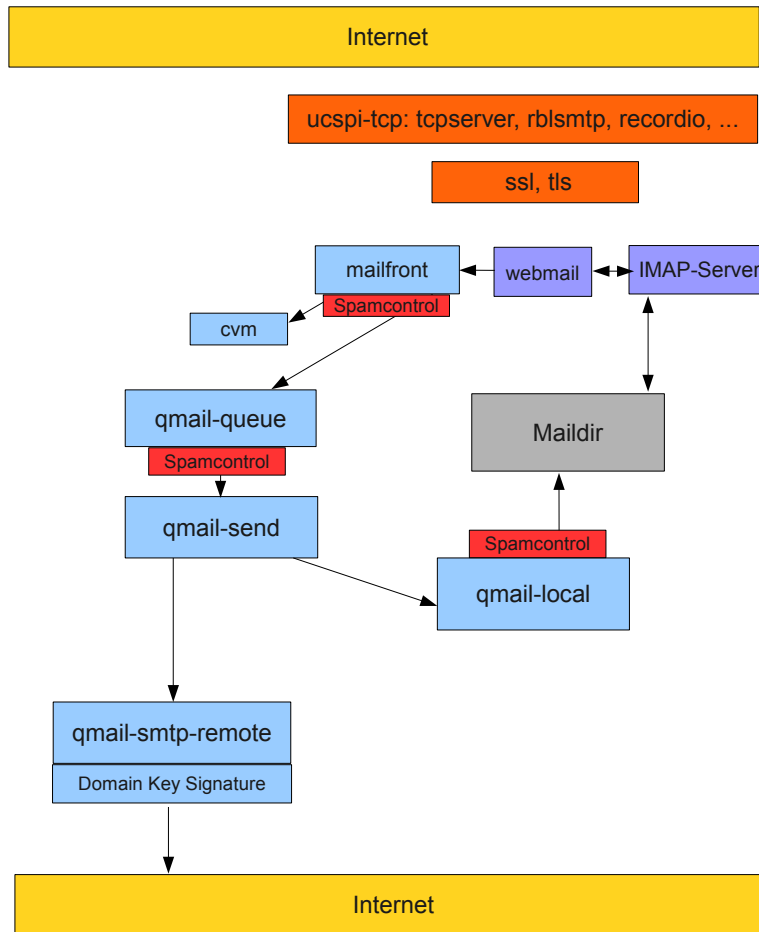 Internet
ucspi-tcp: tcpserver, rblsmtp, recordio, ...
ssl, tls
mailfront
webmail
IMAP-Server
Spamcontrol
cvm
qmail-queue
Spamcontrol
Maildir
qmail-send
Spamcontrol
qmail-local
qmail-smtp-remote
Domain Key Signature
Internet